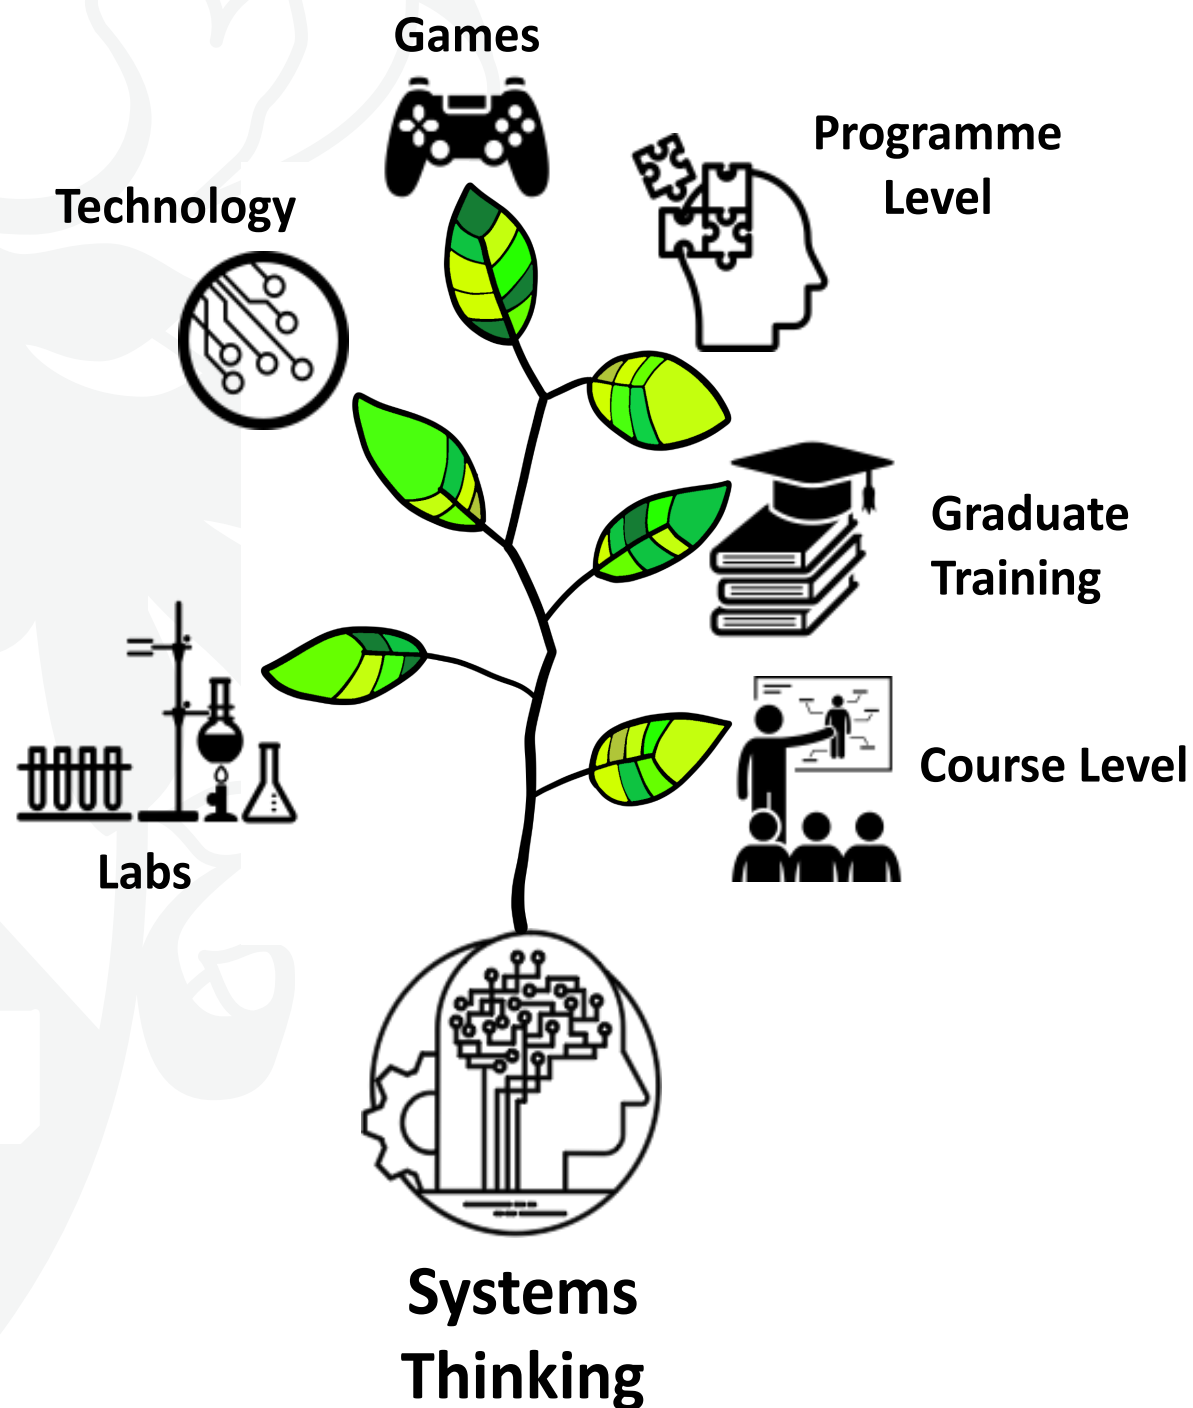 Games
Programme
Level
Technology
Graduate
Training
Course Level
Labs
Systems
Thinking